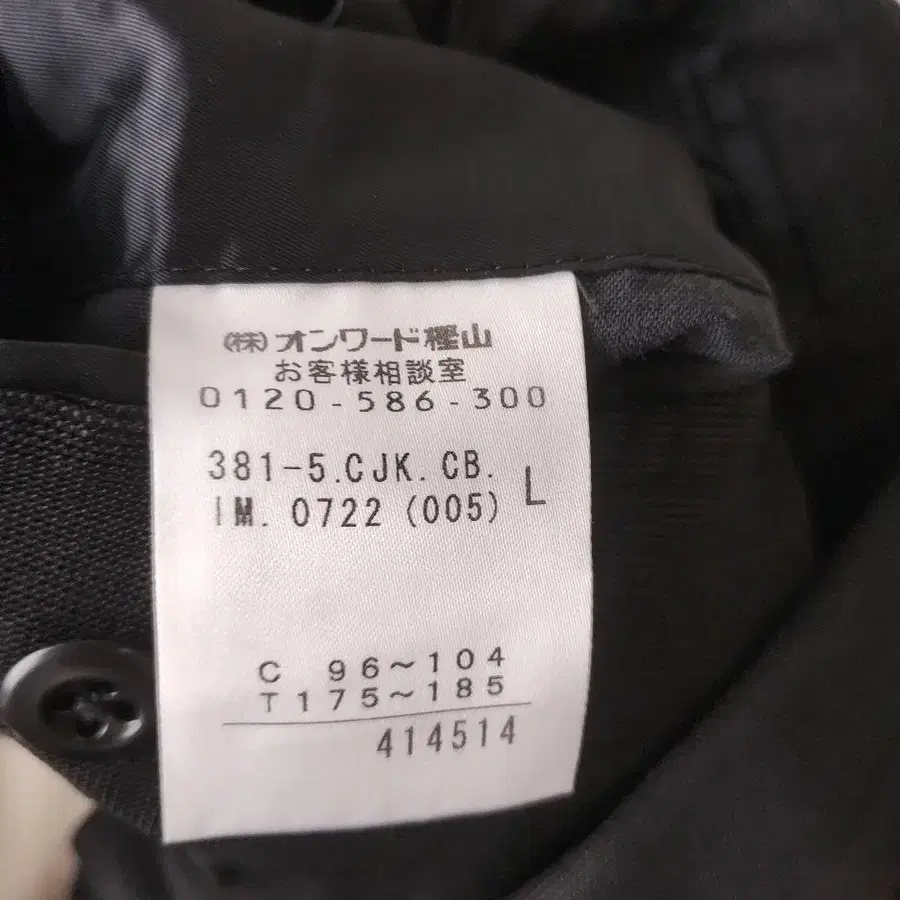 ㈱オンワード樫山
お客様相談室
0120-586-300
381-5.CJK.CB.
IM. 0722 (005) L
C 96~104
T 175~185
414514